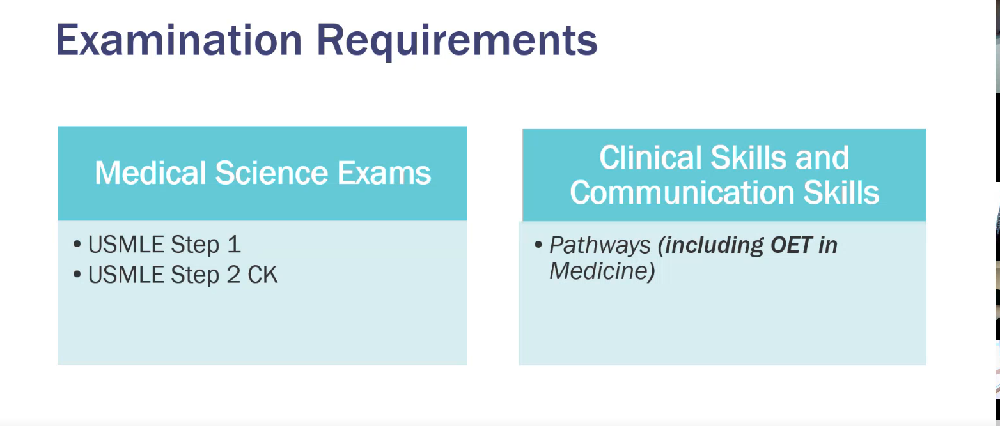 Examination Requirements
Medical Science Exams
• USMLE Step 1
• USMLE Step 2 CK
Clinical Skills and
Communication Skills
• Pathways (including OET in
Medicine)